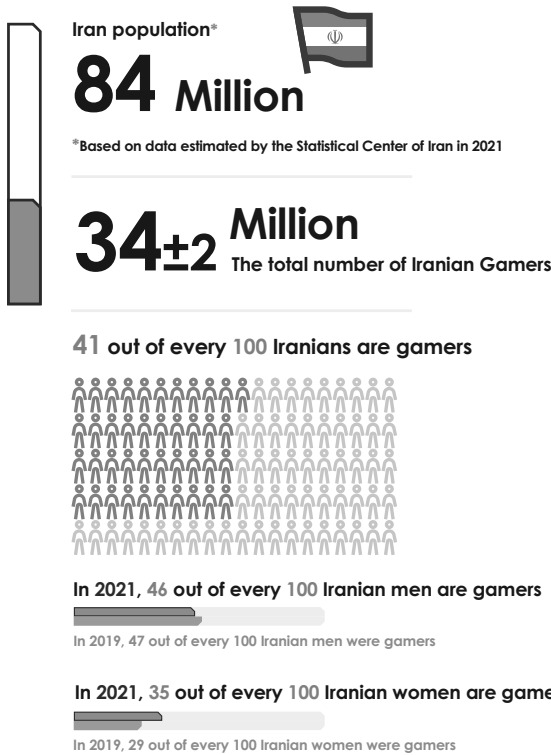 Iran population*
84 Million
*Based on data estimated by the Statistical Center of Iran in 2021
34±2 Million
The total number of Iranian Gamers
41 out of every 100 Iranians are gamers
In 2021, 46 out of every 100 Iranian men are gamers
In 2019, 47 out of every 100 Iranian men were gamers
In 2021, 35 out of every 100 Iranian women are game
In 2019, 29 out of every 100 Iranian women were gamers